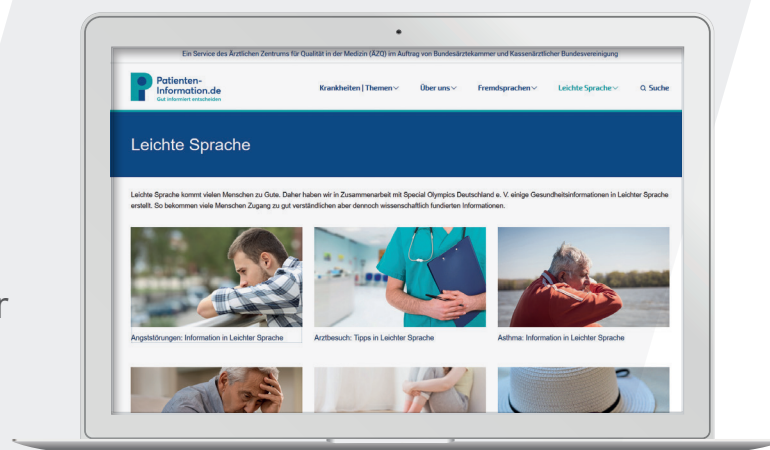 Ein Service des Ärztlichen Zentrums für Qualität in der Medizin (ÄZQ) im Auftrag von Bundesärztekammer und Kassenärztlicher Bundesvereinigung
Patienten-
Information.de
Gut informiert entscheiden
Krankheiten | Themen Über uns Fremdsprachen Leichte Sprache Suche
Leichte Sprache
Leichte Sprache kommt vielen Menschen zu Gute. Daher haben wir in Zusammenarbeit mit Special Olympics Deutschland e. V. einige Gesundheitsinformationen in Leichter Sprache
erstellt. So bekommen viele Menschen Zugang zu gut verständlichen aber dennoch wissenschaftlich fundierten Informationen.
r
Angststörungen: Information in Leichter Sprache
Arztbesuch: Tipps in Leichter Sprache
Asthma: Information in Leichter Sprache